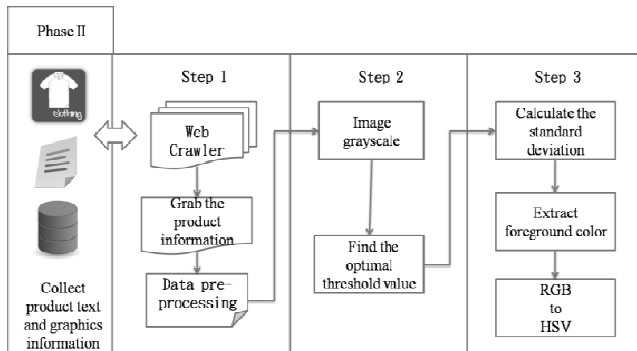 Phase II
clothing
Collect
product text
and graphics
information
Step 1
Web
Crawler
Grab the
product
information
Data pre-
processing
Step 2
Image
grayscale
Find the
optimal
threshold value
Step 3
Calculate the
standard
deviation
Extract
foreground color
RGB
to
HSV